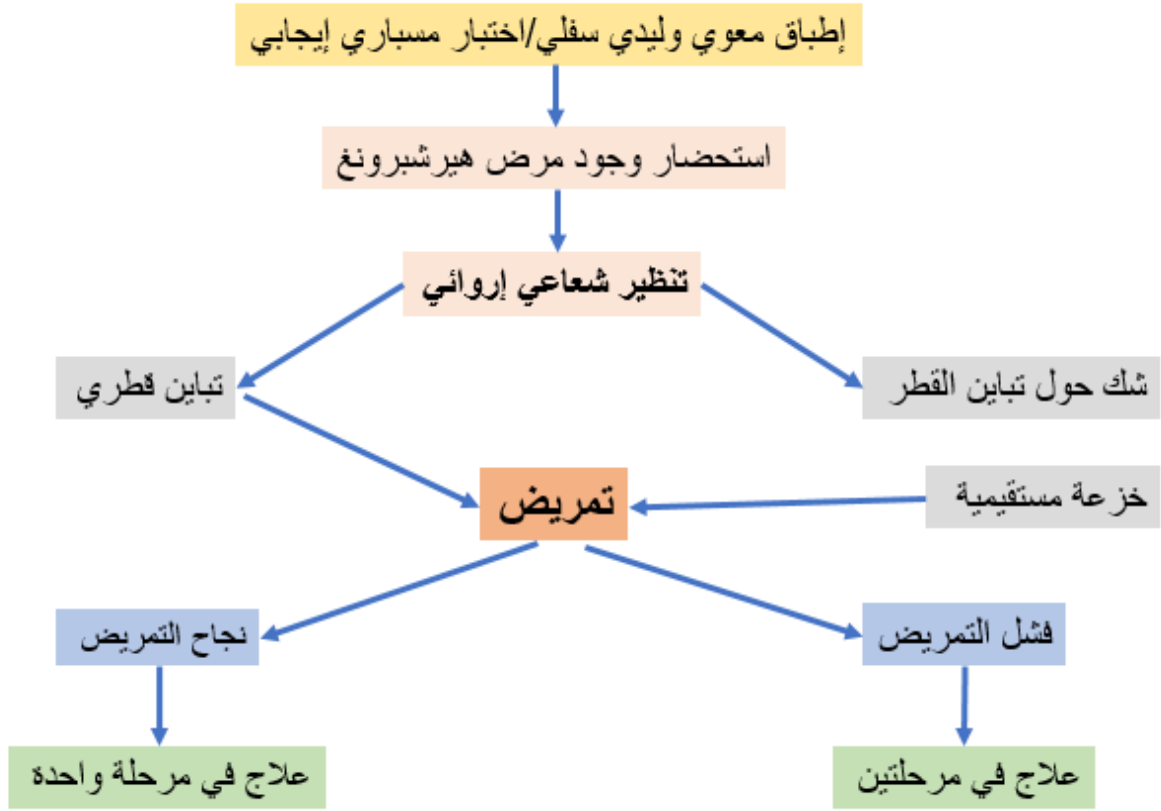 إطباق معوي وليدي سفلي/اختبار مسباري إيجابي
استحضار وجود مرض هيرشبرونغ
تنظير شعاعي إروائي
شك حول تباين القطر
تباين قطري
خزعة مستقيمية
تمريض
فشل التمريض
نجاح التمريض
علاج في مرحلتين
علاج في مرحلة واحدة